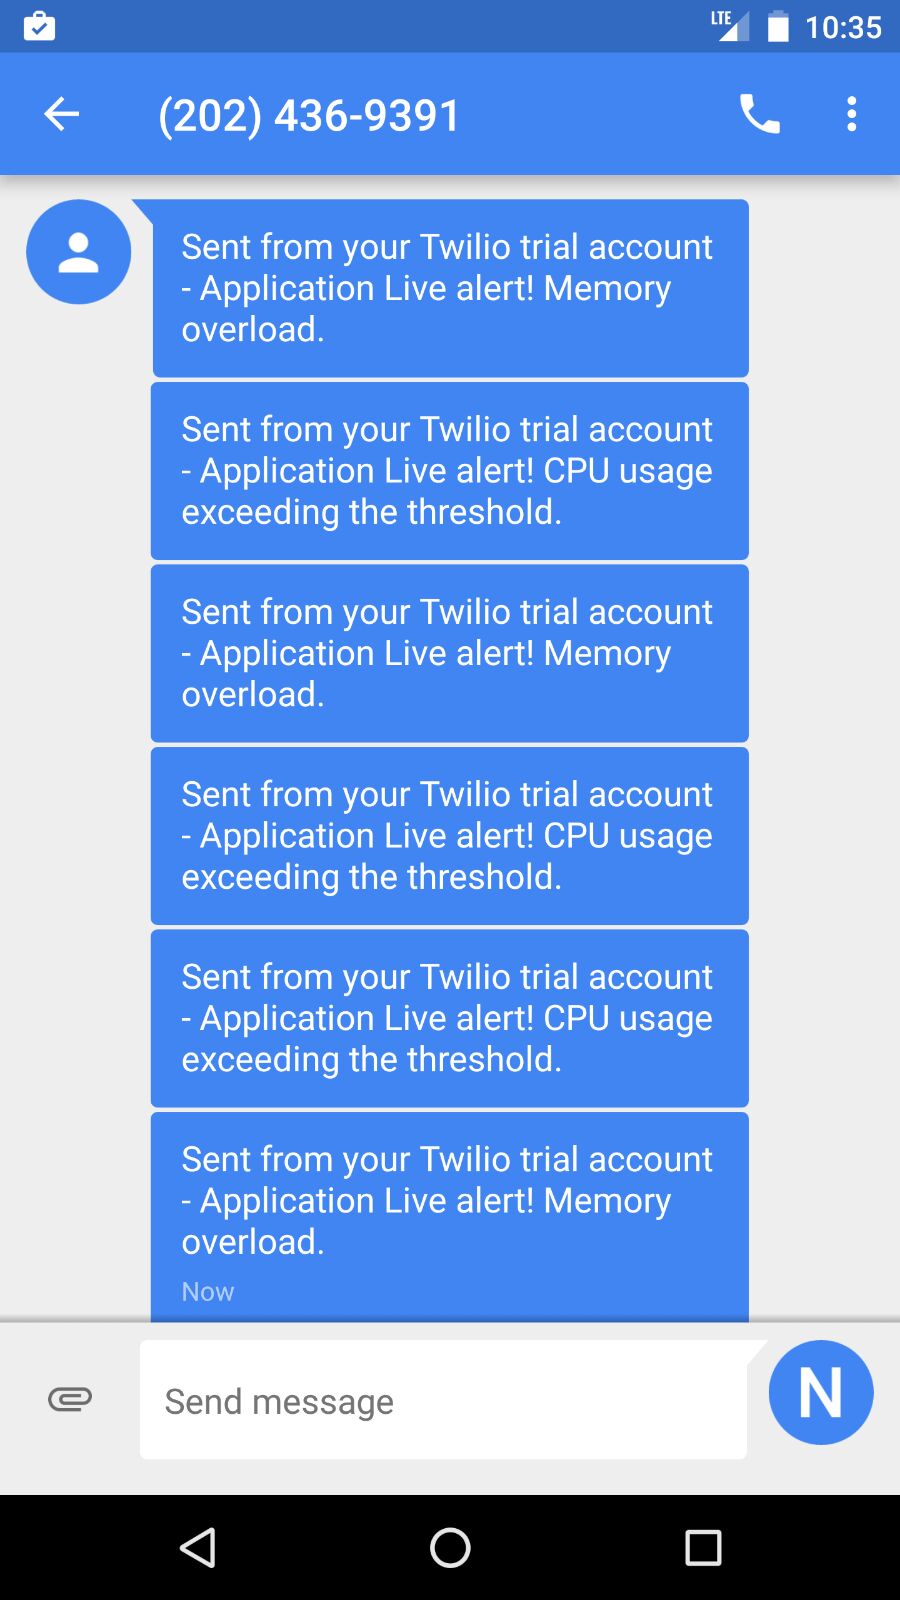 LTE 10:35
(202) 436-9391
Sent from your Twilio trial account
- Application Live alert! Memory
overload.
Sent from your Twilio trial account
- Application Live alert! CPU usage
exceeding the threshold.
Sent from your Twilio trial account
- Application Live alert! Memory
overload.
Sent from your Twilio trial account
- Application Live alert! CPU usage
exceeding the threshold.
Sent from your Twilio trial account
- Application Live alert! CPU usage
exceeding the threshold.
Sent from your Twilio trial account
- Application Live alert! Memory
overload.
Now
Send message
N